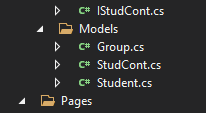 C# IStudCont.cs
Models
C# Group.cs
C# StudCont.cs
C# Student.cs
Pages